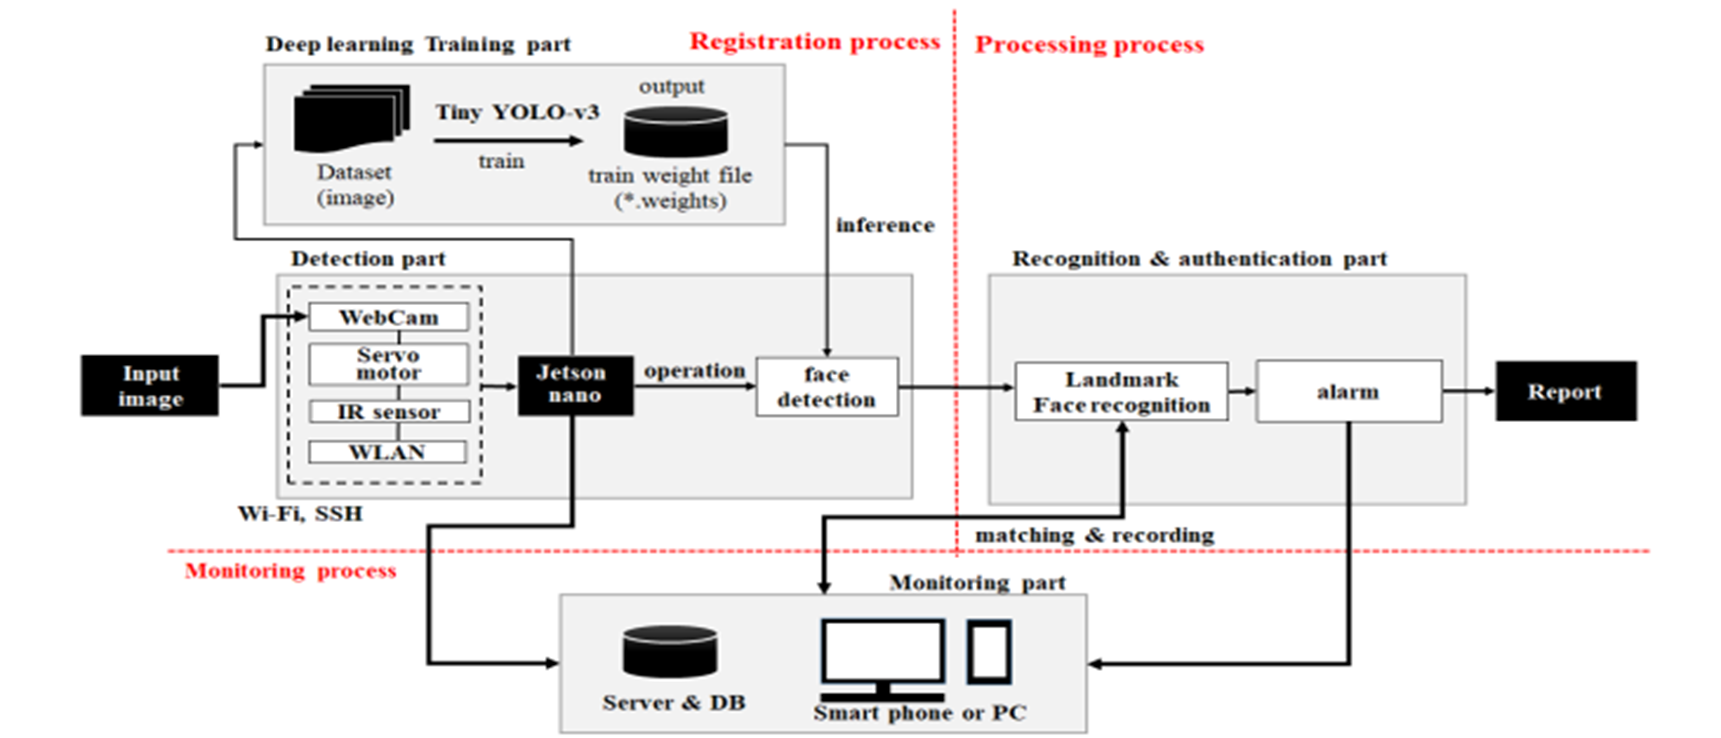 Deep learning Training part
Registration process
Processing process
output
Tiny YOLO-v3
train
Dataset
(image)
train weight file
(*.weights)
inference
Detection part
Recognition & authentication part
WebCam
Servo
motor
IR sensor
WLAN
Input
image
Jetson
nano
operation
face
detection
Landmark
Face recognition
alarm
Report
Wi-Fi, SSH
matching & recording
Monitoring process
Monitoring part
Server & DB
Smart phone or PC